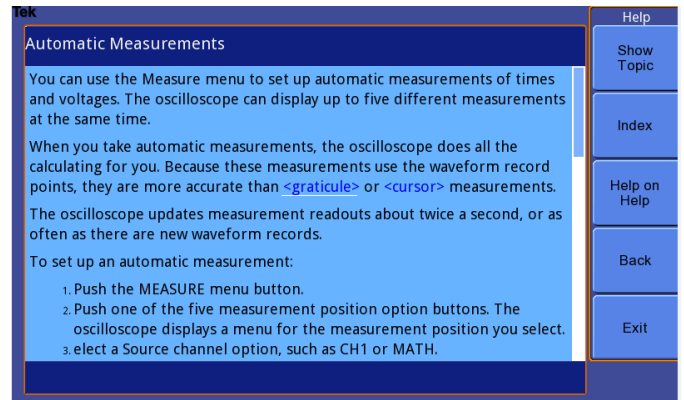 Tek
Help
Automatic Measurements
You can use the Measure menu to set up automatic measurements of times
and voltages. The oscilloscope can display up to five different measurements
at the same time.
When you take automatic measurements, the oscilloscope does all the
calculating for you. Because these measurements use the waveform record
points, they are more accurate than <graticule> or <cursor> measurements.
The oscilloscope updates measurement readouts about twice a second, or as
often as there are new waveform records.
To set up an automatic measurement:
1. Push the MEASURE menu button.
2. Push one of the five measurement position option buttons. The
oscilloscope displays a menu for the measurement position you select.
3. elect a Source channel option, such as CH1 or MATH.
Show
Topic
Index
Help on
Help
Back
Exit